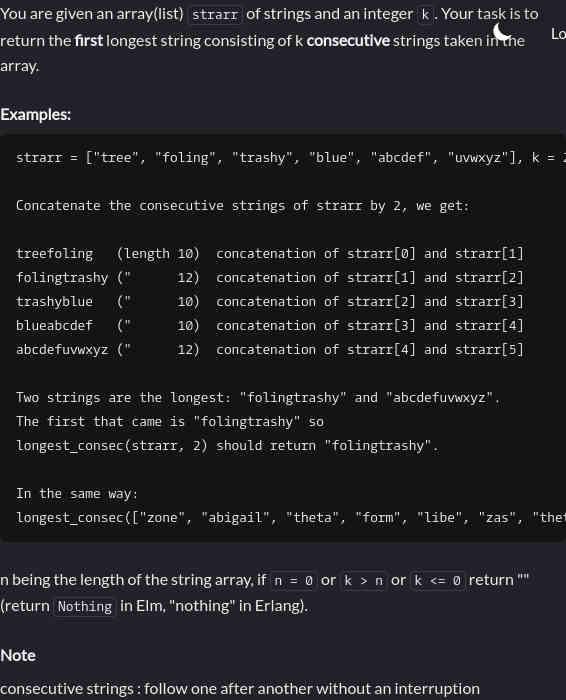 You are given an array(list) strarr of strings and an integer k. Your task is to
return the first longest string consisting of k consecutive strings taken in the
Lo
array.
Examples:
strarr = ["tree", "foling", "trashy", "blue", "abcdef", "uvwxyz"], k = 2
Concatenate the consecutive strings of strarr by 2, we get:
treefoling   (length 10)  concatenation of strarr[0] and strarr[1]
folingtrashy ("      12)  concatenation of strarr[1] and strarr[2]
trashyblue   ("      10)  concatenation of strarr[2] and strarr[3]
blueabcdef   ("      10)  concatenation of strarr[3] and strarr[4]
abcdefuvwxyz ("      12)  concatenation of strarr[4] and strarr[5]
Two strings are the longest: "folingtrashy" and "abcdefuvwxyz".
The first that came is "folingtrashy" so
longest_consec(strarr, 2) should return "folingtrashy".
In the same way:
longest_consec(["zone", "abigail", "theta", "form", "libe", "zas", "thet
n being the length of the string array, if n = 0 or k > n or k <= 0 return ""
(return Nothing in Elm, "nothing" in Erlang).
Note
consecutive strings : follow one after another without an interruption